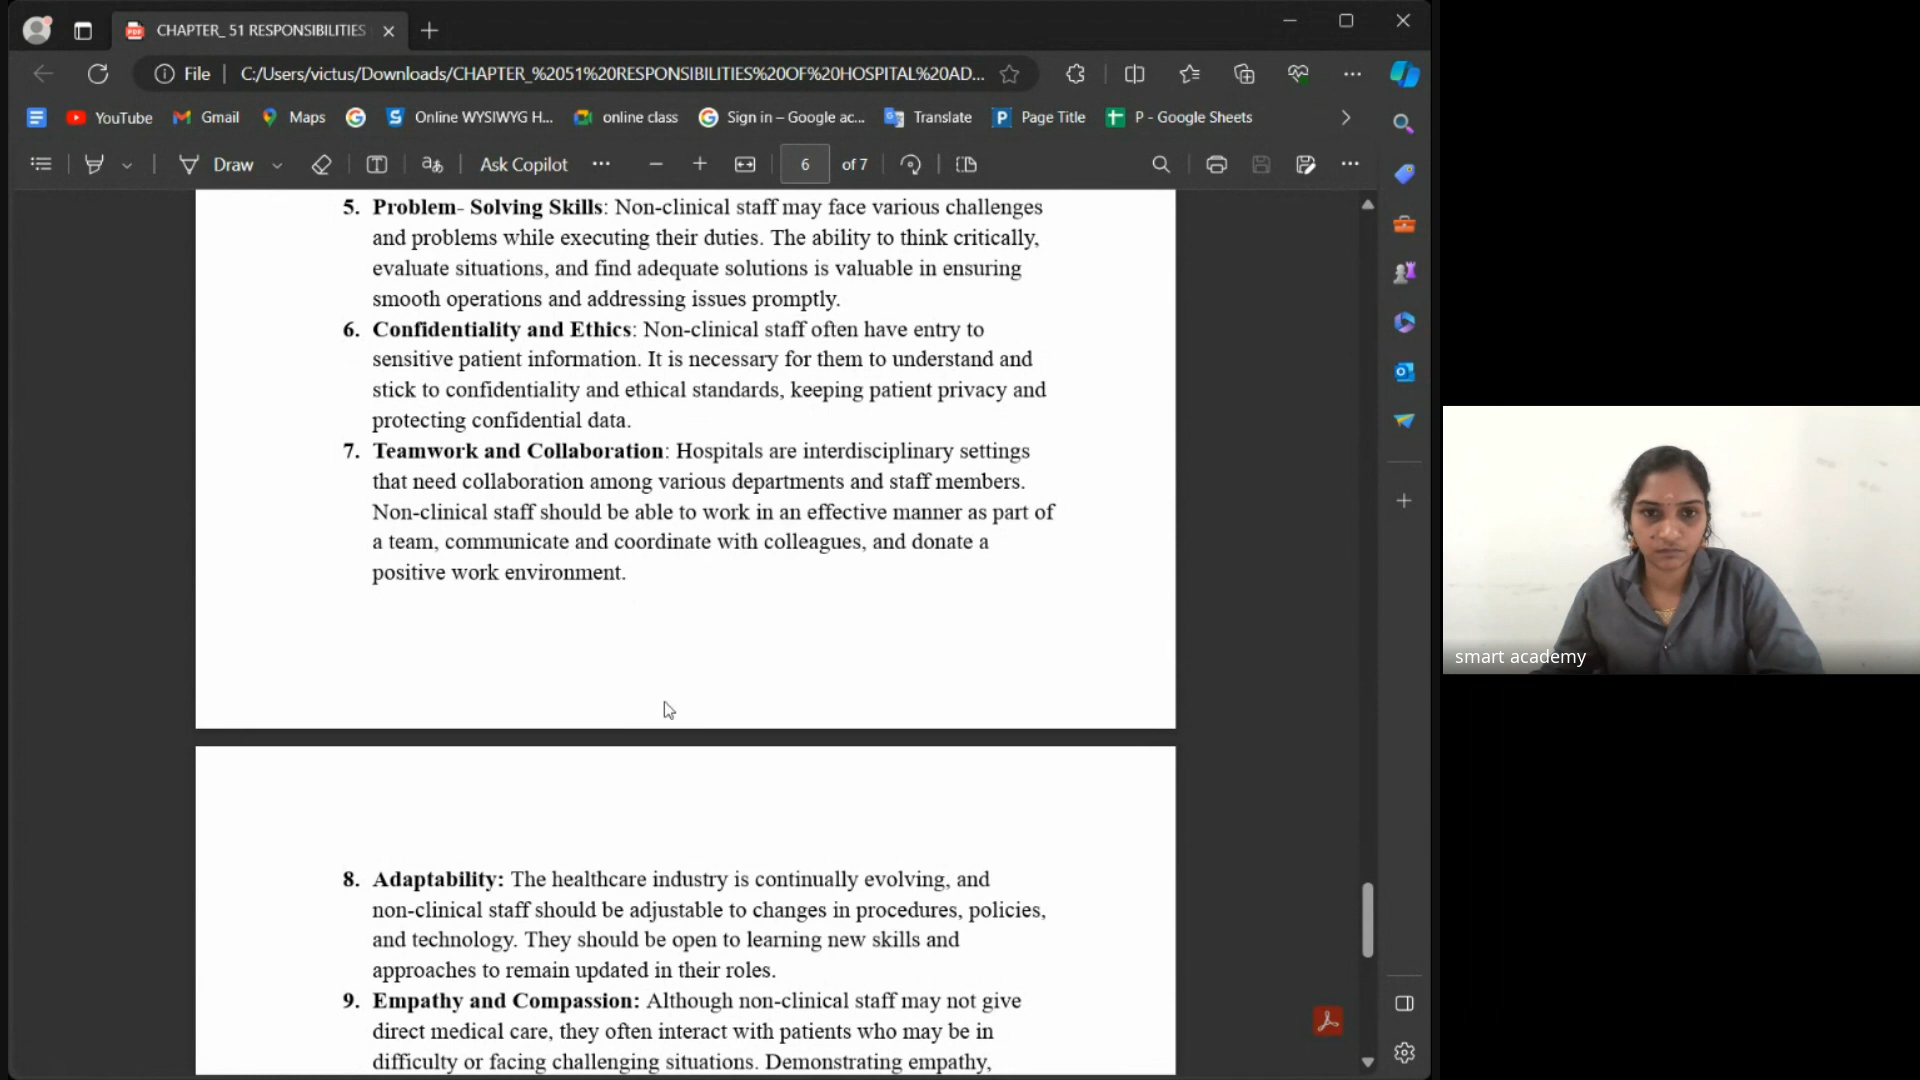 CHAPTER_ 51 RESPONSIBILITIES
File
C:/Users/victus/Downloads/CHAPTER_%2051%20RESPONSIBILITIES%20OF%20HOSPITAL%20AD...
YouTube Gmail Maps Online WYSIWYG H... online class Sign in – Google ac... Translate Page Title P - Google Sheets
Draw Ask Copilot 6 of 7
5. Problem- Solving Skills: Non-clinical staff may face various challenges
and problems while executing their duties. The ability to think critically,
evaluate situations, and find adequate solutions is valuable in ensuring
smooth operations and addressing issues promptly.
6. Confidentiality and Ethics: Non-clinical staff often have entry to
sensitive patient information. It is necessary for them to understand and
stick to confidentiality and ethical standards, keeping patient privacy and
protecting confidential data.
7. Teamwork and Collaboration: Hospitals are interdisciplinary settings
that need collaboration among various departments and staff members.
Non-clinical staff should be able to work in an effective manner as part of
a team, communicate and coordinate with colleagues, and donate a
positive work environment.
8. Adaptability: The healthcare industry is continually evolving, and
non-clinical staff should be adjustable to changes in procedures, policies,
and technology. They should be open to learning new skills and
approaches to remain updated in their roles.
9. Empathy and Compassion: Although non-clinical staff may not give
direct medical care, they often interact with patients who may be in
difficulty or facing challenging situations. Demonstrating empathy,
smart academy